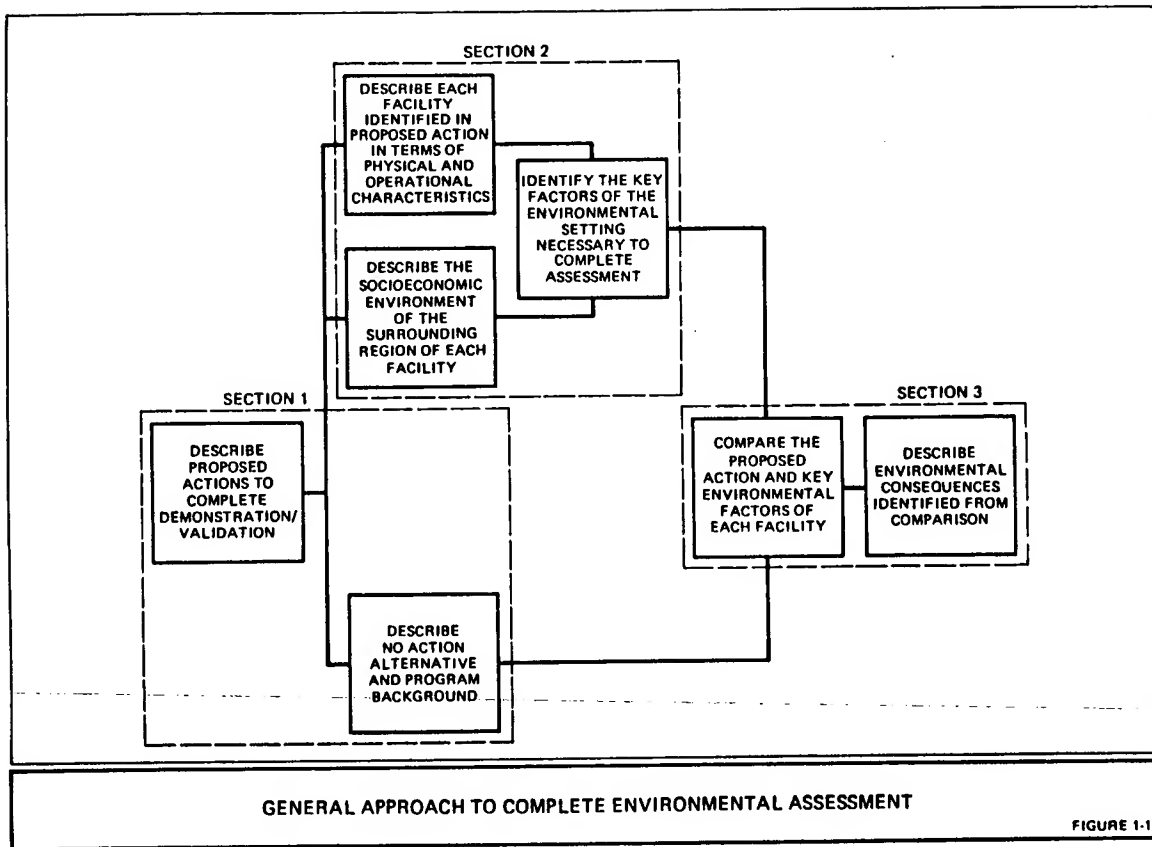 SECTION 2
DESCRIBE EACH
FACILITY
IDENTIFIED IN
PROPOSED ACTION
IN TERMS OF
PHYSICAL AND
OPERATIONAL
CHARACTERISTICS
IDENTIFY THE KEY
FACTORS OF THE
ENVIRONMENTAL
SETTING
NECESSARY TO
COMPLETE
ASSESSMENT
DESCRIBE THE
SOCIOECONOMIC
ENVIRONMENT
OF THE
SURROUNDING
REGION OF EACH
FACILITY
SECTION 1
DESCRIBE
PROPOSED
ACTIONS TO
COMPLETE
DEMONSTRATION/
VALIDATION
DESCRIBE
NO ACTION
ALTERNATIVE
AND PROGRAM
BACKGROUND
SECTION 3
COMPARE THE
PROPOSED
ACTION AND KEY
ENVIRONMENTAL
FACTORS OF
EACH FACILITY
DESCRIBE
ENVIRONMENTAL
CONSEQUENCES
IDENTIFIED FROM
COMPARISON
GENERAL APPROACH TO COMPLETE ENVIRONMENTAL ASSESSMENT
FIGURE 1-1